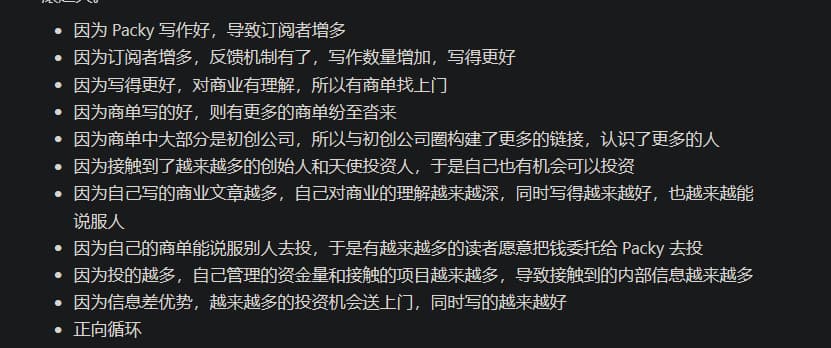 • 因为 Packy 写作好，导致订阅者增多
• 因为订阅者增多，反馈机制有了，写作数量增加，写得更好
• 因为写得更好，对商业有理解，所以有商单找上门
• 因为商单写的好，则有更多的商单纷至沓来
• 因为商单中大部分是初创公司，所以与初创公司圈构建了更多的链接，认识了更多的人
• 因为接触到了越来越多的创始人和天使投资人，于是自己也有机会可以投资
• 因为自己写的商业文章越多，自己对商业的理解越来越深，同时写得越来越好，也越来越能
说服人
• 因为自己的商单能说服别人去投，于是有越来越多的读者愿意把钱委托给 Packy 去投
• 因为投的越多，自己管理的资金量和接触的项目越来越多，导致接触到的内部信息越来越多
• 因为信息差优势，越来越多的投资机会送上门，同时写的越来越好
• 正向循环